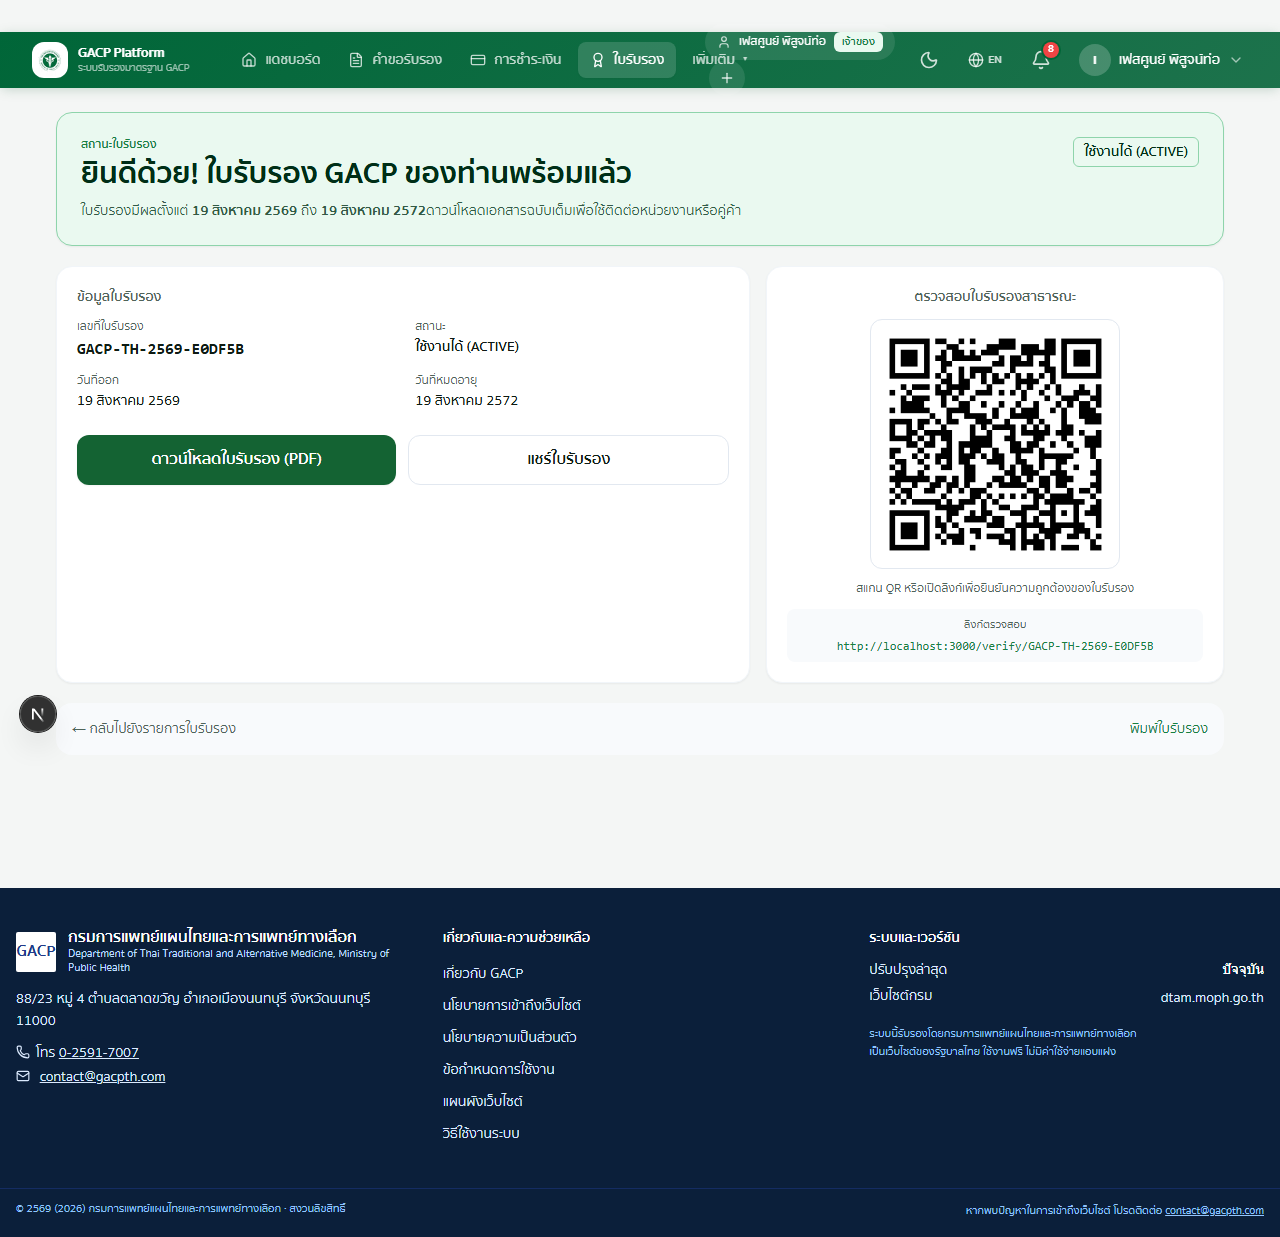 GACP Platform
ระบบรับรองมาตรฐาน GACP
แดชบอร์ด
คำขอรับรอง
การชำระเงิน
ใบรับรอง
เพิ่มเติม
เฟสศูนย์ พิสูจน์ท่อ
เจ้าของ
EN
8
เฟสศูนย์ พิสูจน์ท่อ
สถานะใบรับรอง
ยินดีด้วย! ใบรับรอง GACP ของท่านพร้อมแล้ว
ใช้งานได้ (ACTIVE)
ใบรับรองมีผลตั้งแต่ 19 สิงหาคม 2569 ถึง 19 สิงหาคม 2572ดาวน์โหลดเอกสารฉบับเต็มเพื่อใช้ติดต่อหน่วยงานหรือคู่ค้า
ข้อมูลใบรับรอง
เลขที่ใบรับรอง
GACP-TH-2569-E0DF5B
สถานะ
ใช้งานได้ (ACTIVE)
วันที่ออก
19 สิงหาคม 2569
วันที่หมดอายุ
19 สิงหาคม 2572
ดาวน์โหลดใบรับรอง (PDF)
แชร์ใบรับรอง
ตรวจสอบใบรับรองสาธารณะ
สแกน QR หรือเปิดลิงก์เพื่อยืนยันความถูกต้องของใบรับรอง
ลิงก์ตรวจสอบ
http://localhost:3000/verify/GACP-TH-2569-E0DF5B
N
← กลับไปยังรายการใบรับรอง
พิมพ์ใบรับรอง
GACP
กรมการแพทย์แผนไทยและการแพทย์ทางเลือก
Department of Thai Traditional and Alternative Medicine, Ministry of
Public Health
88/23 หมู่ 4 ตำบลตลาดขวัญ อำเภอเมืองนนทบุรี จังหวัดนนทบุรี
11000
โทร 0-2591-7007
contact@gacpth.com
เกี่ยวกับและความช่วยเหลือ
เกี่ยวกับ GACP
นโยบายการเข้าถึงเว็บไซต์
นโยบายความเป็นส่วนตัว
ข้อกำหนดการใช้งาน
แผนผังเว็บไซต์
วิธีใช้งานระบบ
ระบบและเวอร์ชัน
ปรับปรุงล่าสุด
ปัจจุบัน
เว็บไซต์กรม
dtam.moph.go.th
ระบบนี้รับรองโดยกรมการแพทย์แผนไทยและการแพทย์ทางเลือก
เป็นเว็บไซต์ของรัฐบาลไทย ใช้งานฟรี ไม่มีค่าใช้จ่ายแอบแฝง
© 2569 (2026) กรมการแพทย์แผนไทยและการแพทย์ทางเลือก · สงวนลิขสิทธิ์
หากพบปัญหาในการเข้าถึงเว็บไซต์ โปรดติดต่อ contact@gacpth.com